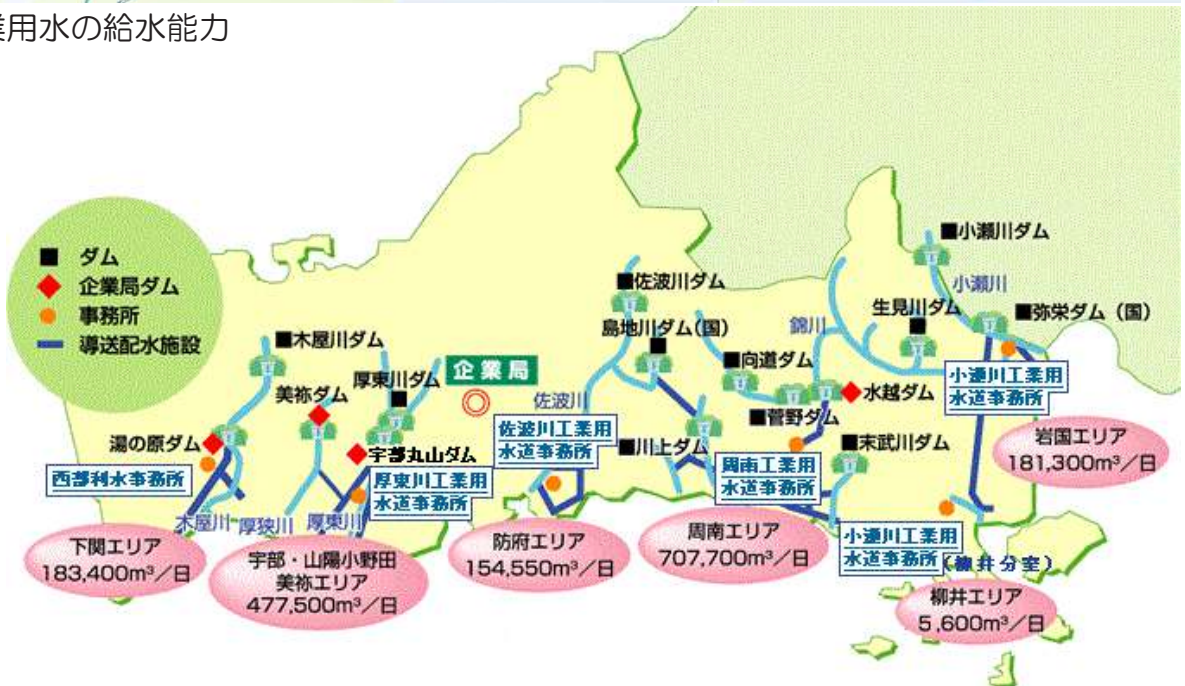 業用水の給水能力
■ ダム
◆ 企業局ダム
● 事務所
導送配水施設
■小瀬川ダム
小瀬川
■佐波川ダム
生見川ダム
■弥栄ダム（国）
島地川ダム（国）
錦川
■木屋川ダム
■向道ダム
企業局
厚東川ダム
美祢ダム
小瀬川工業用
水道事務所
水越ダム
佐波川
■菅野ダム
佐波川工業用
水道事務所
湯の原ダム
宇部丸山ダム
■川上ダム
■末武川ダム
岩国エリア
181,300m³／日
西部利水事務所
厚東川工業用
水道事務所
周南工業用
水道事務所
木屋川
厚狭川
厚東川
下関エリア
183,400m³／日
宇部・山陽小野田
美祢エリア
477,500m³／日
防府エリア
154,550m³／日
周南エリア
707,700m³／日
小瀬川工業用
水道事務所
（柳井分室）
柳井エリア
5,600m³／日